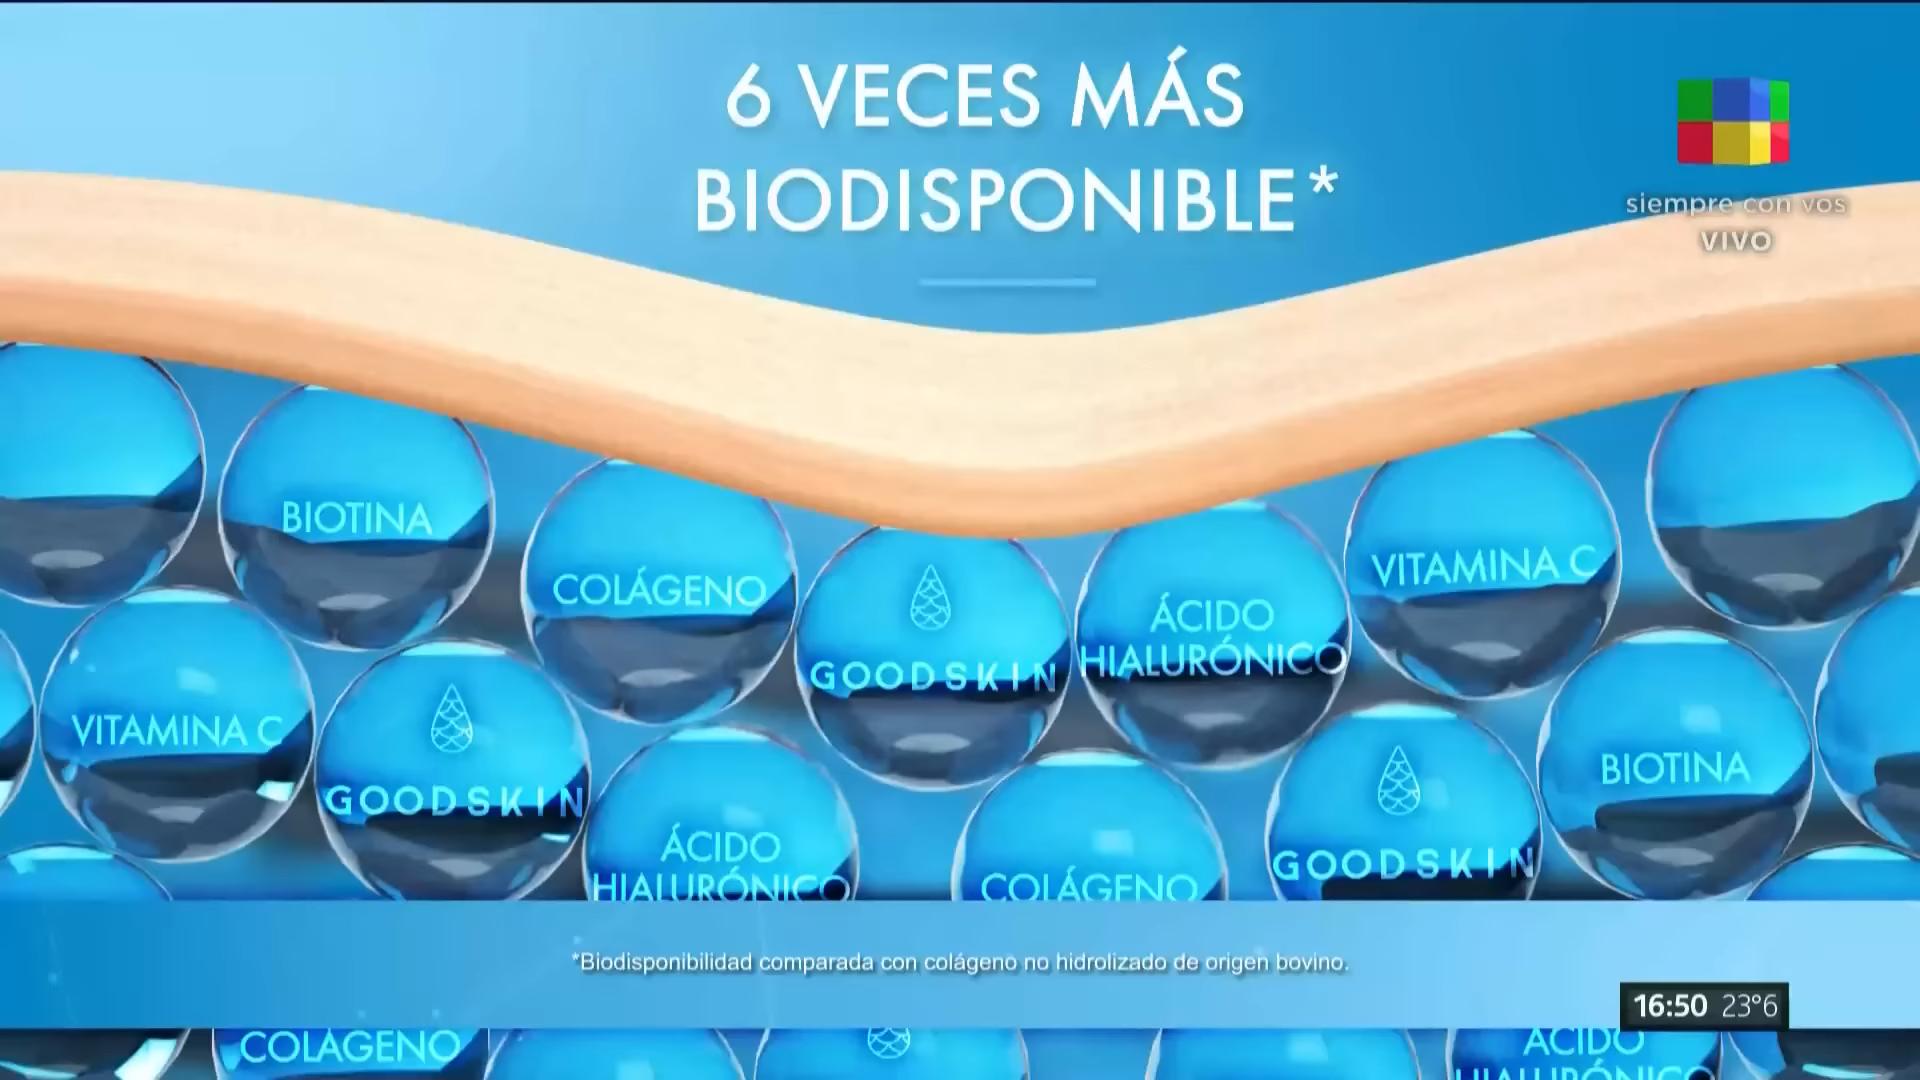 6 VECES MÁS
BIODISPONIBLE*
siempre con vos
VIVO
BIOTINA
COLÁGENO
GOODSKIN
ÁCIDO
HIALURÓNICO
VITAMINA C
VITAMINA C
GOODSKIN
ÁCIDO
HIALURÓNICO
COLÁGENO
GOODSKIN
BIOTINA
*Biodisponibilidad comparada con colágeno no hidrolizado de origen bovino.
16:50 23°6
COLÁGENO
ÁCIDO
HIALURÓNICO